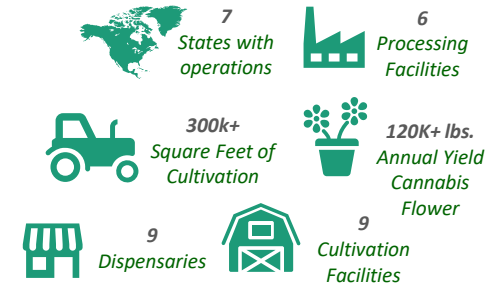 7
States with
operations
6
Processing
Facilities
300k+
Square Feet of
Cultivation
120K+ lbs.
Annual Yield
Cannabis
Flower
9
Dispensaries
9
Cultivation
Facilities